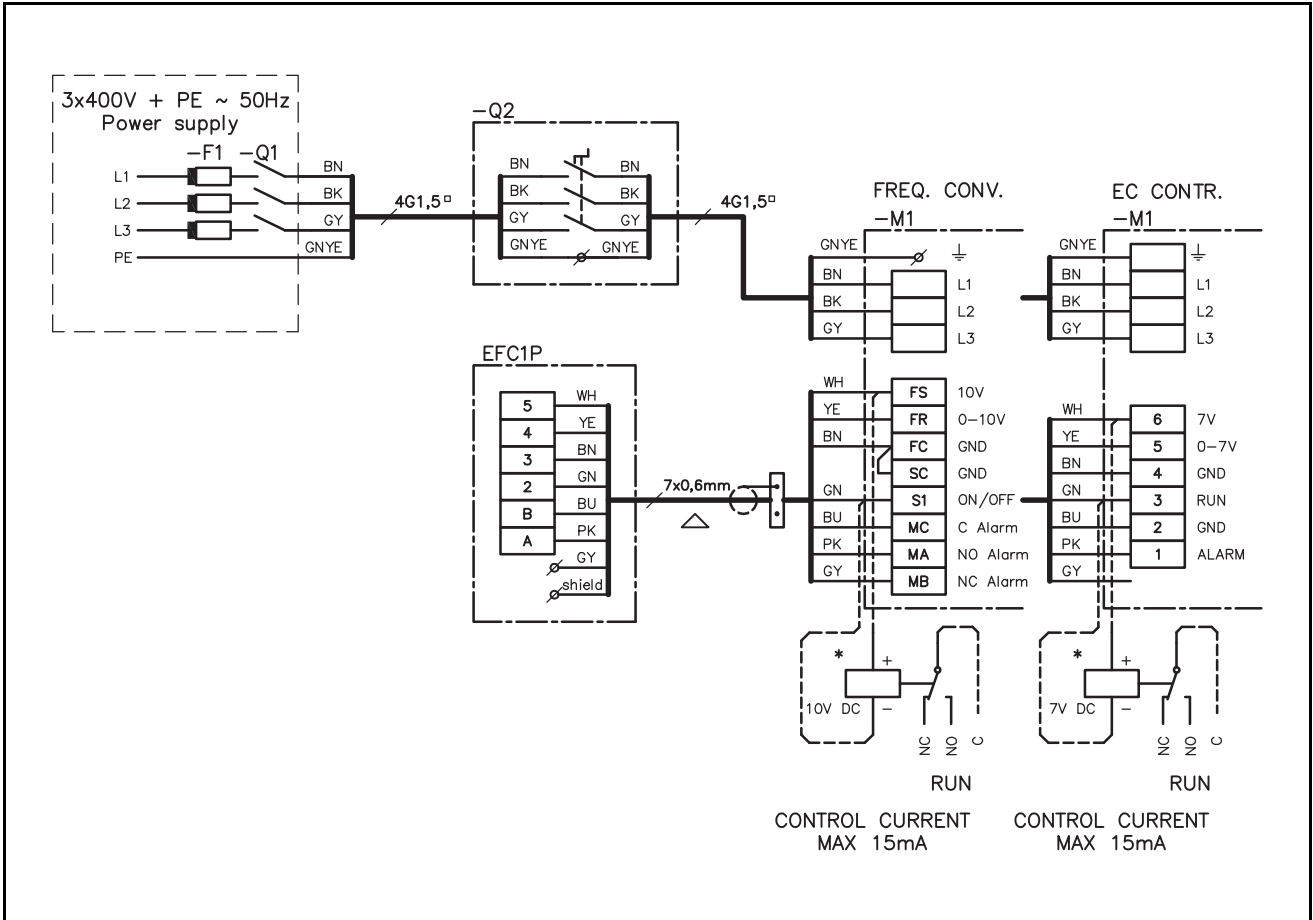 3x400V + PE ~ 50Hz
Power supply
-F1 -Q1
L1
L2
L3
PE
BN
BK
GY
GNYE
4G1,5□
-Q2
BN BN
BK BK
GY GY
GNYE GNYE
4G1,5□
FREQ. CONV.
-M1
GNYE
BN L1
BK L2
GY L3
EC CONTR.
-M1
GNYE
BN L1
BK L2
GY L3
EFC1P
5 WH
4 YE
3 BN
2 GN
B BU
A PK
GY
shield
7x0,6mm
WH FS 10V
YE FR 0-10V
BN FC GND
SC GND
GN S1 ON/OFF
BU MC C Alarm
PK MA NO Alarm
GY MB NC Alarm
WH 6 7V
YE 5 0-7V
BN 4 GND
GN 3 RUN
BU 2 GND
PK 1 ALARM
GY
* +
10V DC -
NC NO C
RUN
CONTROL CURRENT
MAX 15mA
* +
7V DC -
NC NO C
RUN
CONTROL CURRENT
MAX 15mA